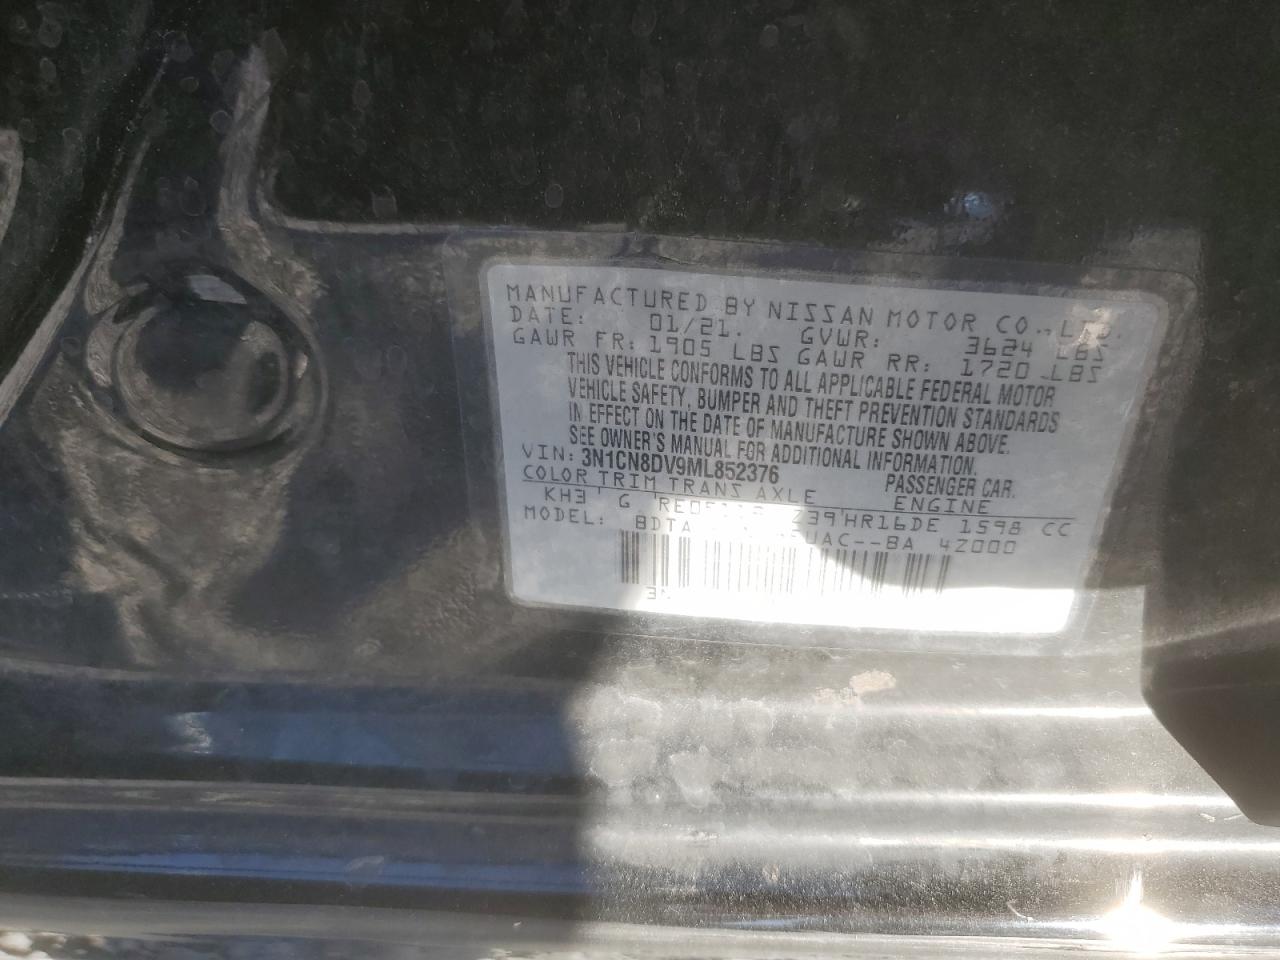 MANUFACTURED BY NISSAN MOTOR CO., LTD.
DATE: 01/21. GVWR: 3624 LBS
GAWR FR: 1905 LBS GAWR RR: 1720 LBS
THIS VEHICLE CONFORMS TO ALL APPLICABLE FEDERAL MOTOR
VEHICLE SAFETY, BUMPER AND THEFT PREVENTION STANDARDS
IN EFFECT ON THE DATE OF MANUFACTURE SHOWN ABOVE.
SEE OWNER'S MANUAL FOR ADDITIONAL INFORMATION.
VIN: 3N1CN8DV9ML852376 PASSENGER CAR.
COLOR TRIM TRANS AXLE ENGINE
KH3 G HR16DE 1598 CC
MODEL: BDTA UAC--BA 4Z000